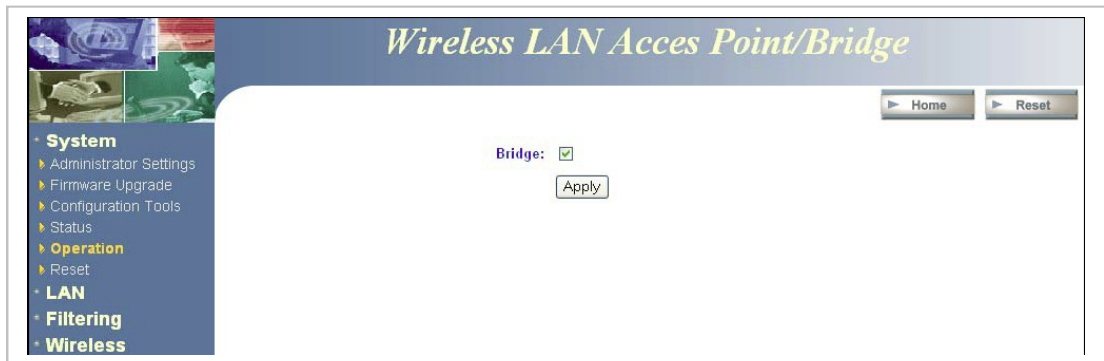 Wireless LAN Acces Point/Bridge
Home
Reset
System
Administrator Settings
Firmware Upgrade
Configuration Tools
Status
Operation
Reset
LAN
Filtering
Wireless
Bridge:
Apply